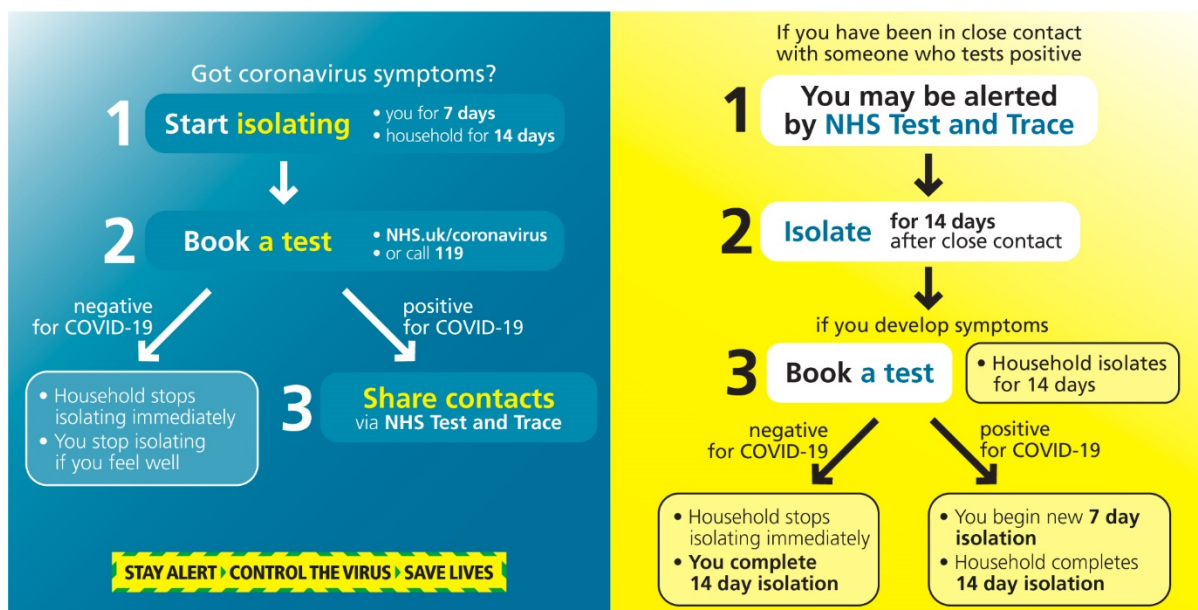 Got coronavirus symptoms?
1
Start isolating
• you for 7 days
• household for 14 days
2
Book a test
• NHS.uk/coronavirus
• or call 119
negative
for COVID-19
positive
for COVID-19
• Household stops
isolating immediately
• You stop isolating
if you feel well
3
Share contacts
via NHS Test and Trace
STAY ALERT CONTROL THE VIRUS SAVE LIVES
If you have been in close contact
with someone who tests positive
1
You may be alerted
by NHS Test and Trace
2
Isolate
for 14 days
after close contact
if you develop symptoms
3
Book a test
• Household isolates
for 14 days
negative
for COVID-19
positive
for COVID-19
• Household stops
isolating immediately
• You complete
14 day isolation
• You begin new 7 day
isolation
• Household completes
14 day isolation